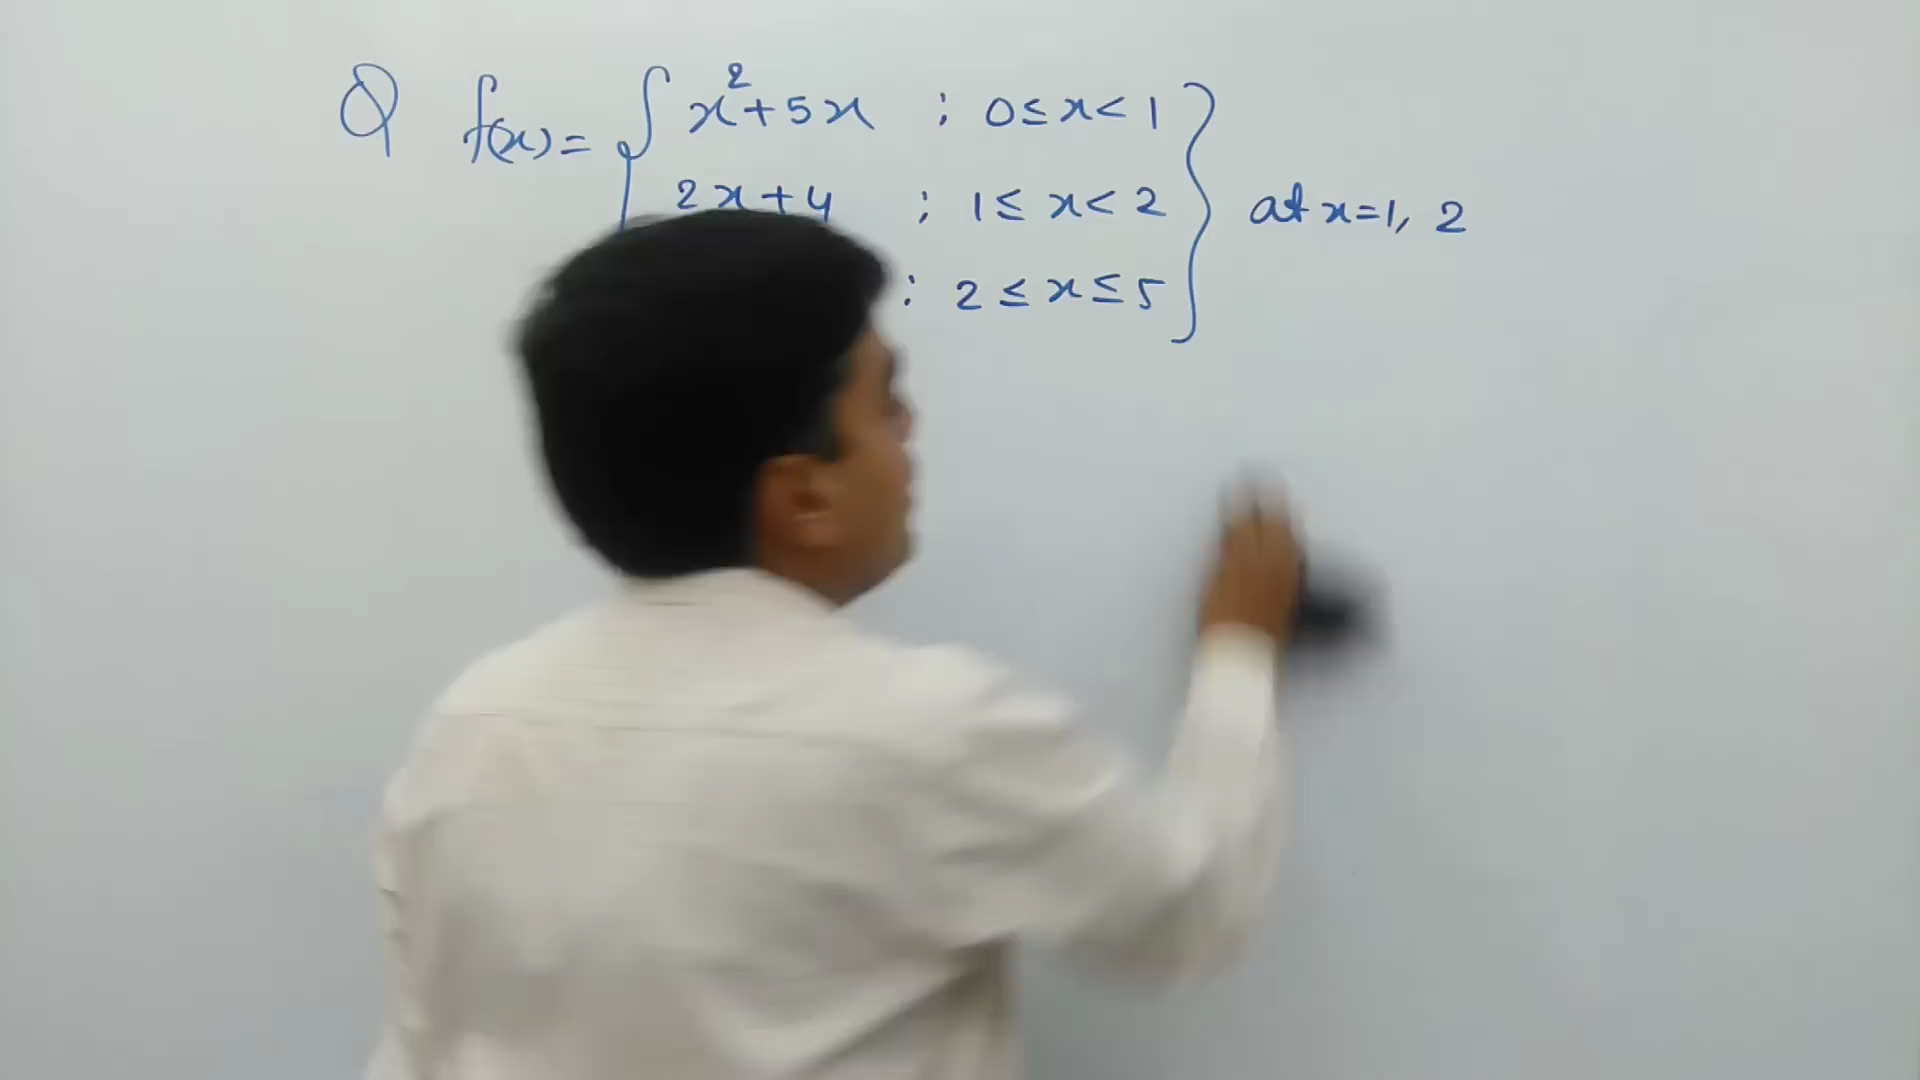 Q f(x)= { x²+5x ; 0≤x<1 }
2x+4 ; 1≤x<2 at x=1, 2
: 2≤x≤5